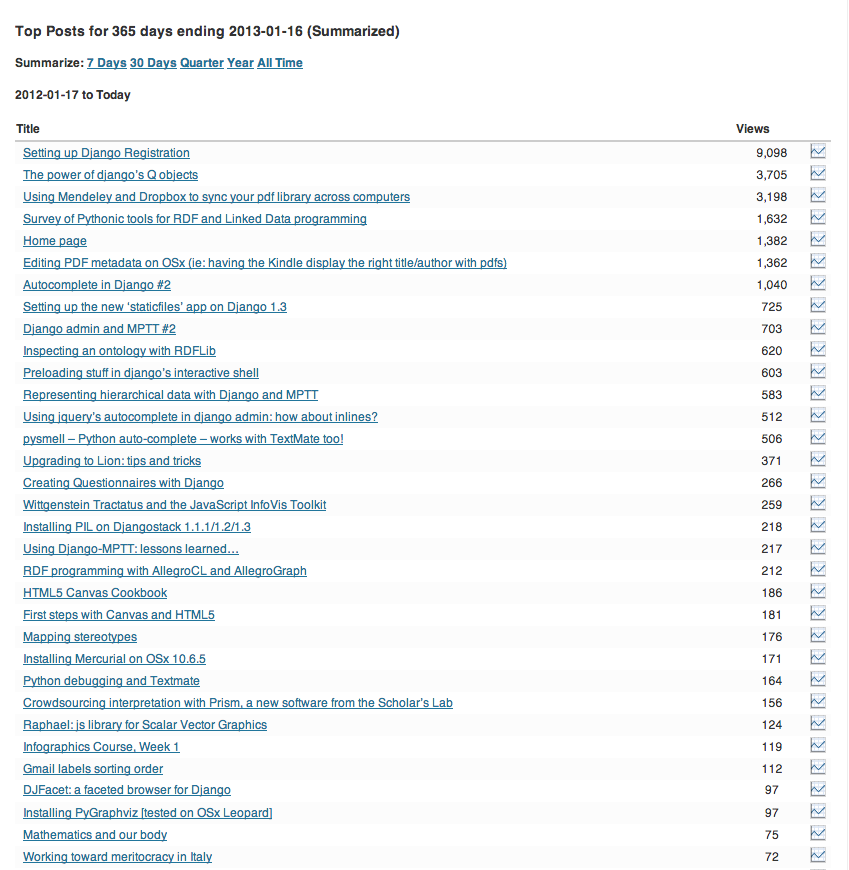 Top Posts for 365 days ending 2013-01-16 (Summarized)
Summarize: 7 Days 30 Days Quarter Year All Time
2012-01-17 to Today
Title Views
Setting up Django Registration 9,098
The power of django's Q objects 3,705
Using Mendeley and Dropbox to sync your pdf library across computers 3,198
Survey of Pythonic tools for RDF and Linked Data programming 1,632
Home page 1,382
Editing PDF metadata on OSx (ie: having the Kindle display the right title/author with pdfs) 1,362
Autocomplete in Django #2 1,040
Setting up the new 'staticfiles' app on Django 1.3 725
Django admin and MPTT #2 703
Inspecting an ontology with RDFLib 620
Preloading stuff in django's interactive shell 603
Representing hierarchical data with Django and MPTT 583
Using jquery's autocomplete in django admin: how about inlines? 512
pysmell – Python auto-complete – works with TextMate too! 506
Upgrading to Lion: tips and tricks 371
Creating Questionnaires with Django 266
Wittgenstein Tractatus and the JavaScript InfoVis Toolkit 259
Installing PIL on Djangostack 1.1.1/1.2/1.3 218
Using Django-MPTT: lessons learned… 217
RDF programming with AllegroCL and AllegroGraph 212
HTML5 Canvas Cookbook 186
First steps with Canvas and HTML5 181
Mapping stereotypes 176
Installing Mercurial on OSx 10.6.5 171
Python debugging and Textmate 164
Crowdsourcing interpretation with Prism, a new software from the Scholar's Lab 156
Raphael: js library for Scalar Vector Graphics 124
Infographics Course, Week 1 119
Gmail labels sorting order 112
DJFacet: a faceted browser for Django 97
Installing PyGraphviz [tested on OSx Leopard] 97
Mathematics and our body 75
Working toward meritocracy in Italy 72